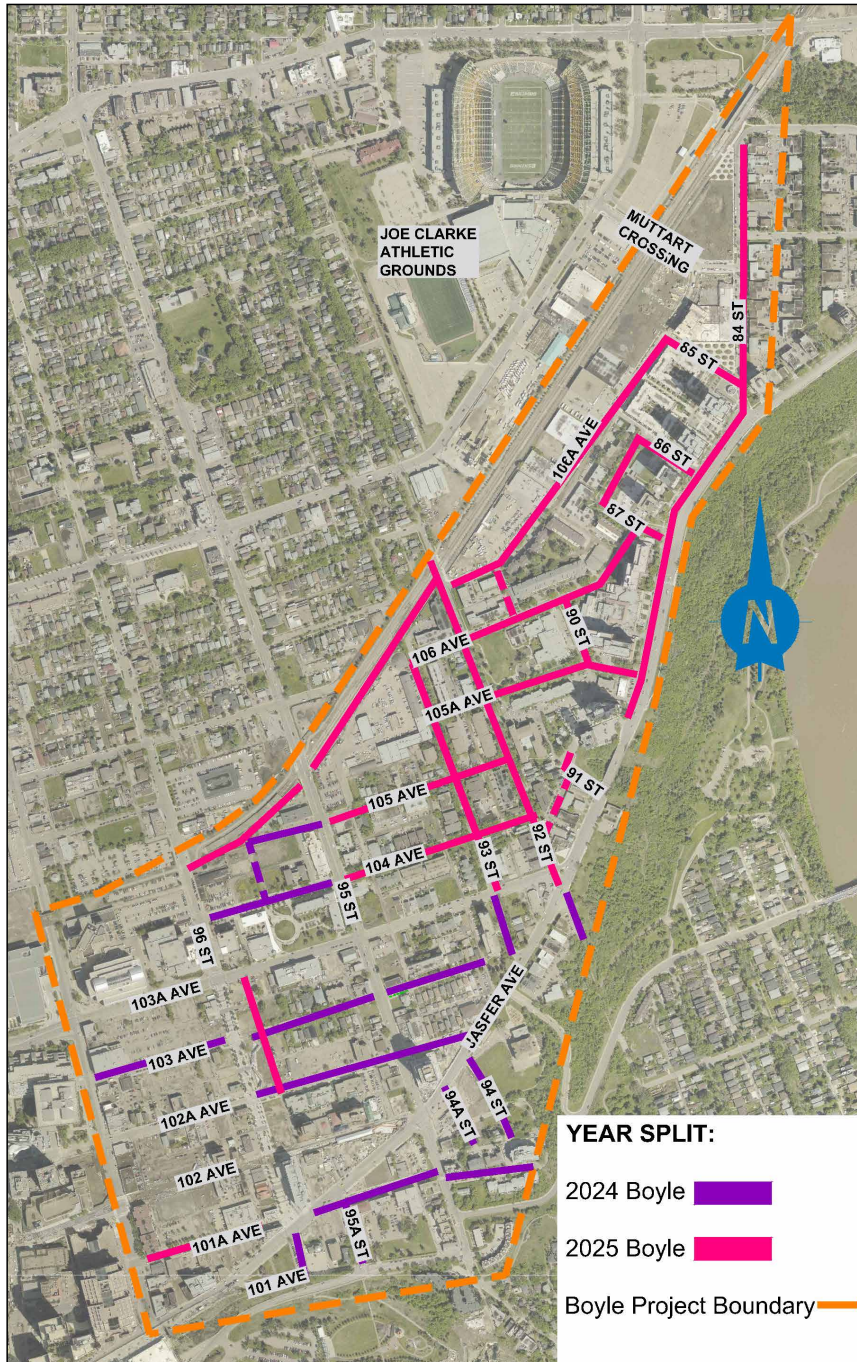 JOE CLARKE
ATHLETIC
GROUNDS
MUTTART
CROSSING
84 ST
85 ST
106A AVE
86 ST
87 ST
90 ST
106 AVE
105A AVE
91 ST
105 AVE
92 ST
104 AVE
93 ST
95 ST
96 ST
103A AVE
JASPER AVE
103 AVE
102A AVE
94 ST
94A ST
102 AVE
101A AVE
95A ST
101 AVE
N
YEAR SPLIT:
2024 Boyle
2025 Boyle
Boyle Project Boundary